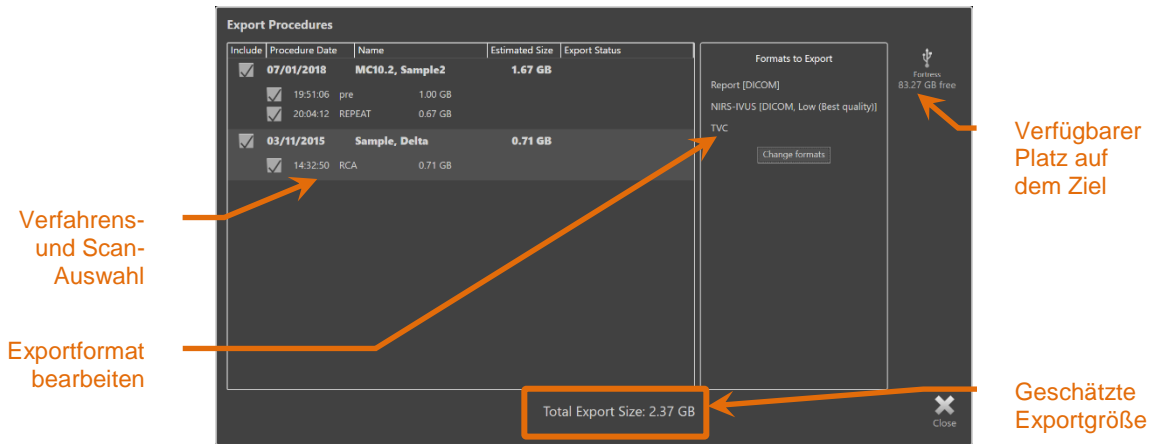 Export Procedures
Include Procedure Date Name Estimated Size Export Status
07/01/2018 MC10.2, Sample2 1.67 GB
19:51:06 pre 1.00 GB
20:04:12 REPEAT 0.67 GB
03/11/2015 Sample, Delta 0.71 GB
14:32:50 RCA 0.71 GB
Formats to Export
Report [DICOM]
NIRS-IVUS [DICOM, Low (Best quality)]
TVC
Change formats
Fortress
83.27 GB free
Total Export Size: 2.37 GB
Close
Verfahrens-
und Scan-
Auswahl
Exportformat
bearbeiten
Verfügbarer
Platz auf
dem Ziel
Geschätzte
Exportgröße